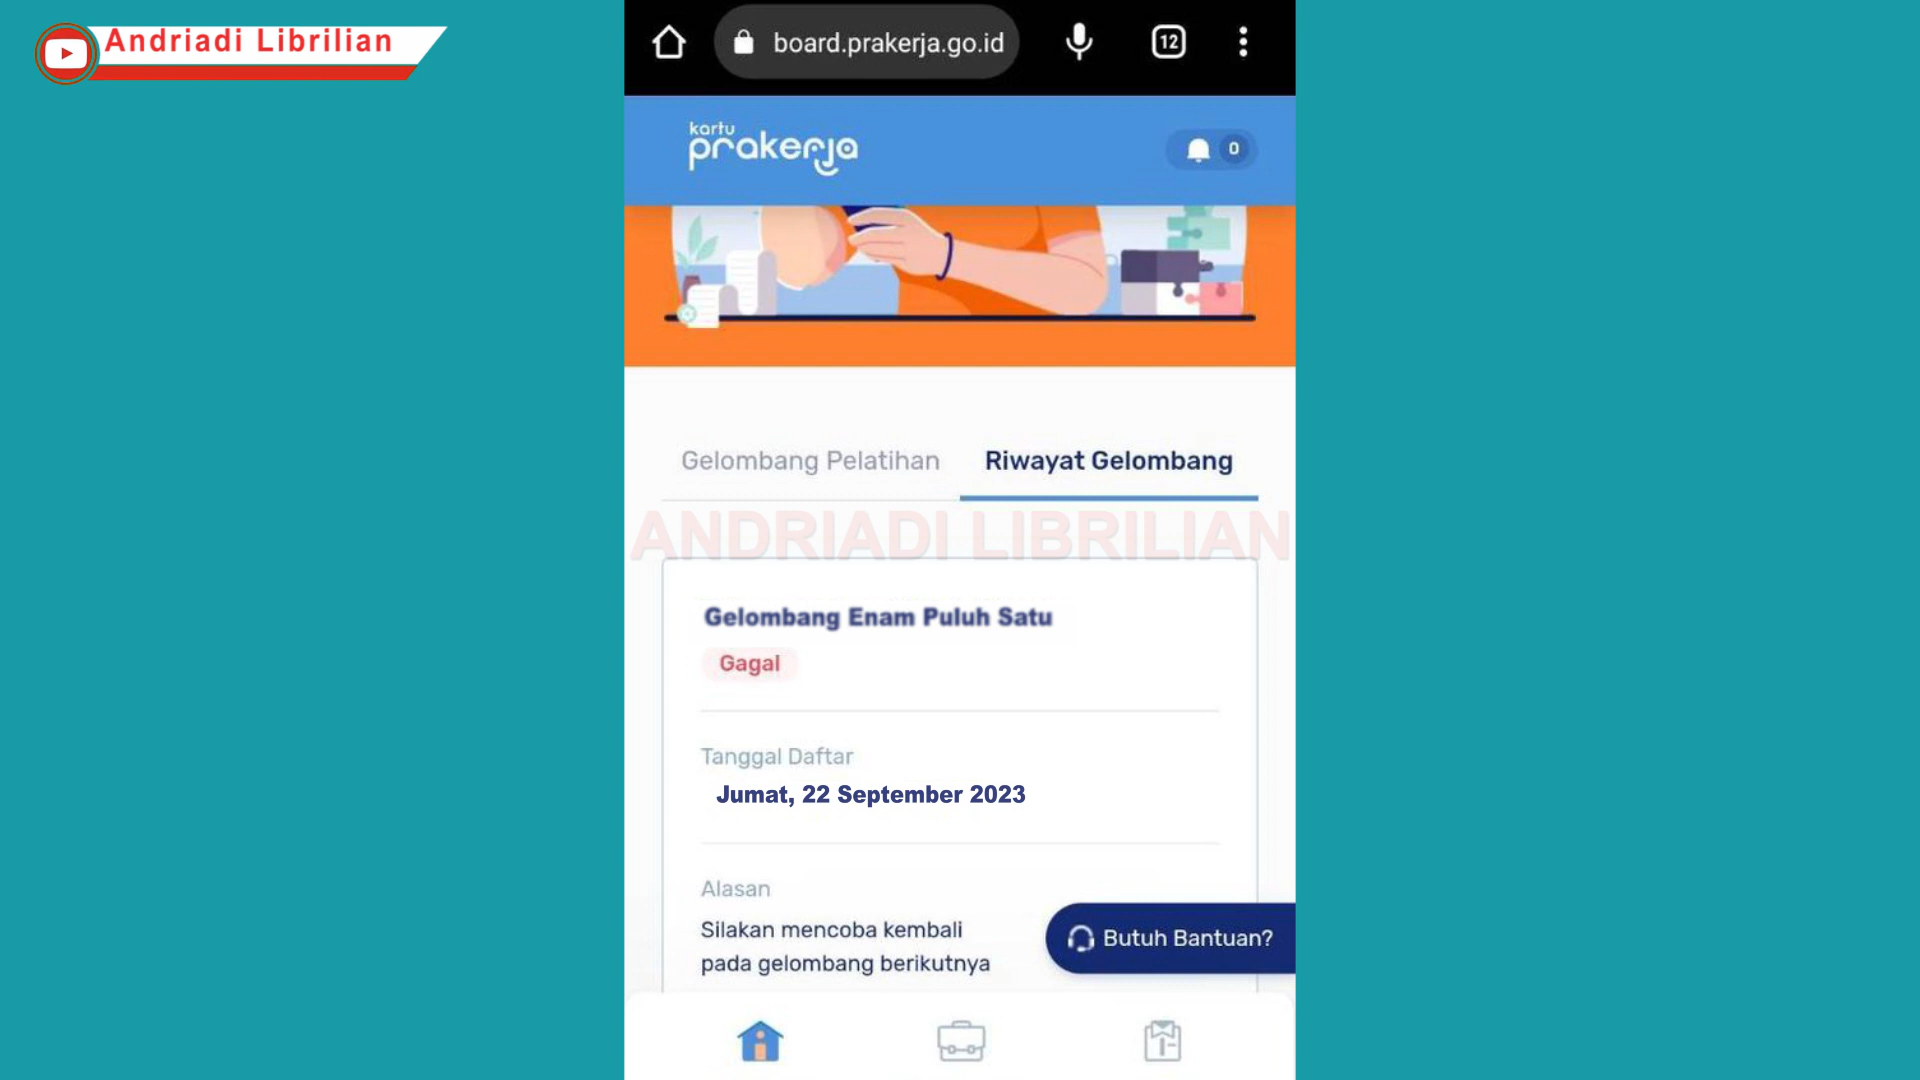 Andriadi Librilian
board.prakerja.go.id
12
kartu
prakerja
0
Gelombang Pelatihan
Riwayat Gelombang
ANDRIADI LIBRILIAN
Gelombang Enam Puluh Satu
Gagal
Tanggal Daftar
Jumat, 22 September 2023
Alasan
Silakan mencoba kembali
pada gelombang berikutnya
Butuh Bantuan?